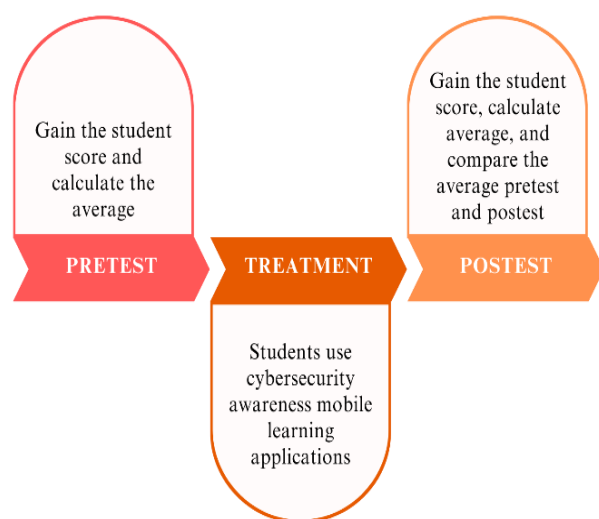 Gain the student
score and
calculate the
average
PRETEST
TREATMENT
Students use
cybersecurity
awareness mobile
learning
applications
Gain the student
score, calculate
average, and
compare the
average pretest
and postest
POSTEST